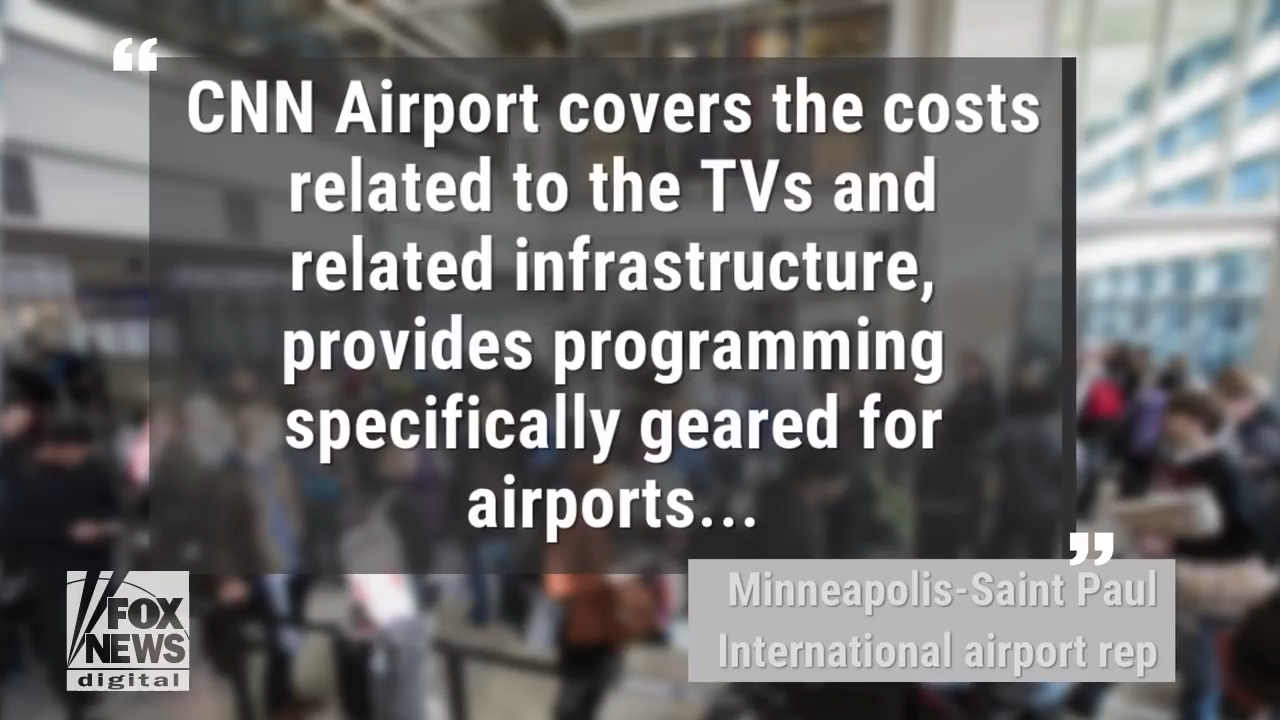 “
CNN Airport covers the costs
related to the TVs and
related infrastructure,
provides programming
specifically geared for
airports...
”
Minneapolis-Saint Paul
International airport rep
FOX
NEWS
digital